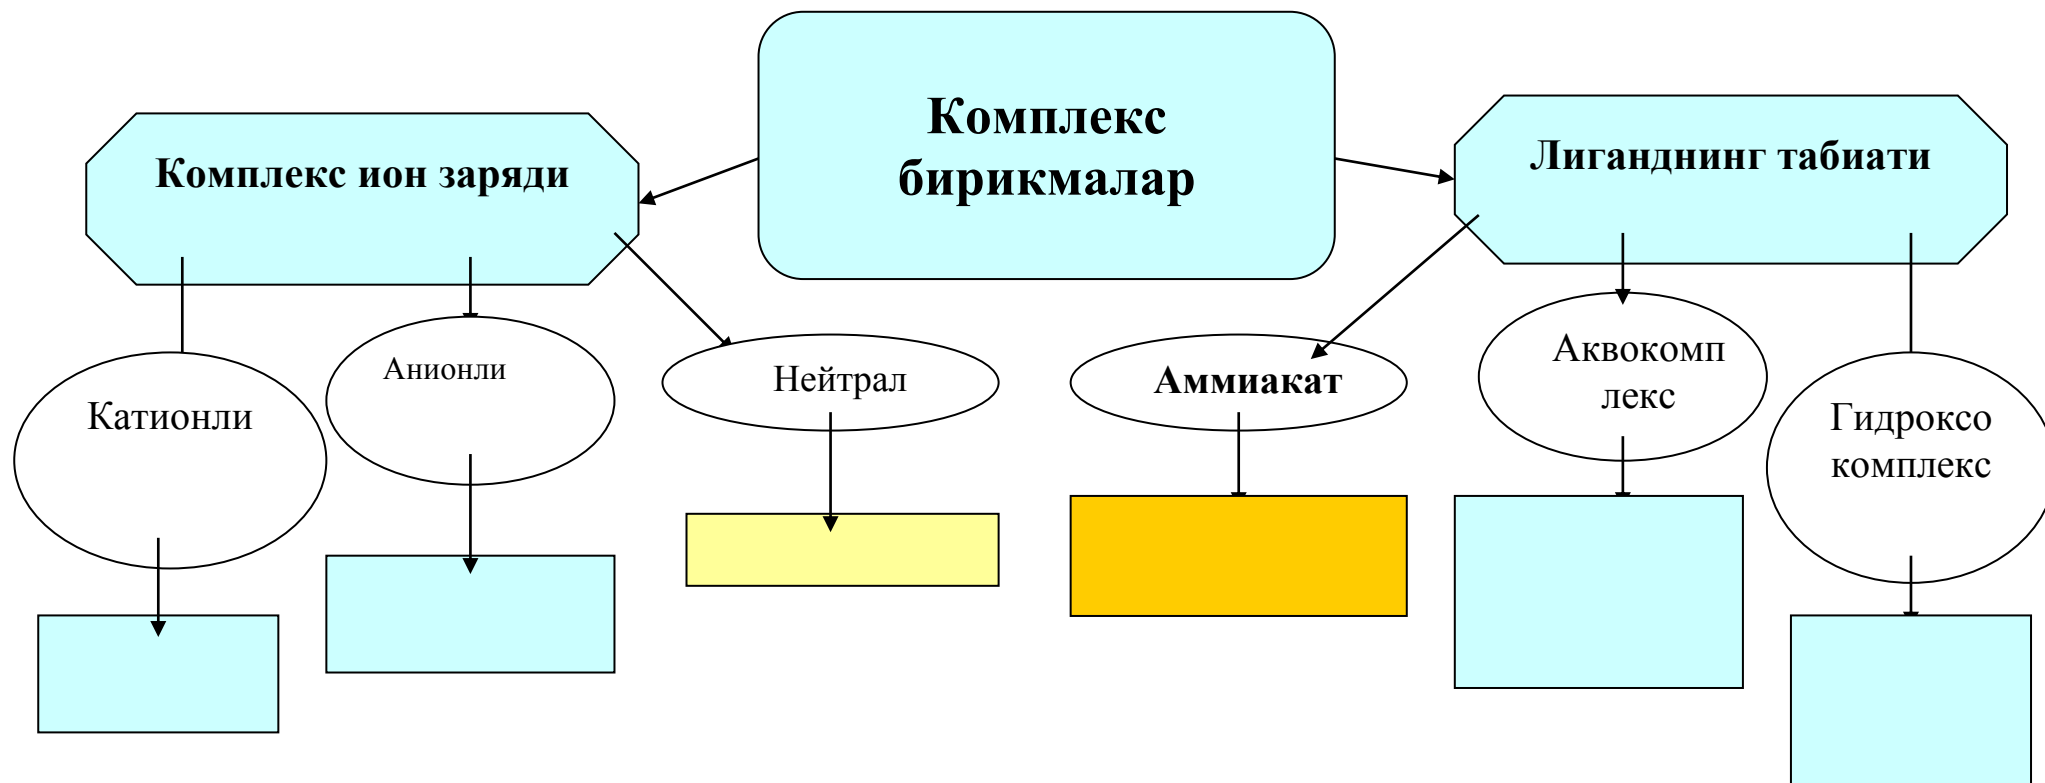 Комплекс
бирикмалар
Комплекс ион заряди
Лиганднинг табиати
Катионли
Анионли
Нейтрал
Аммиакат
Аквокомп
лекс
Гидроксо
комплекс